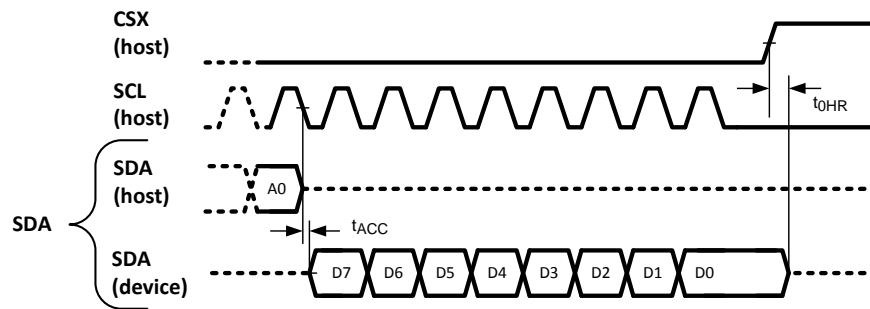 CSX
(host)
SCL
(host)
t0HR
SDA
(host)
A0
SDA
tACC
SDA
(device)
D7 D6 D5 D4 D3 D2 D1 D0